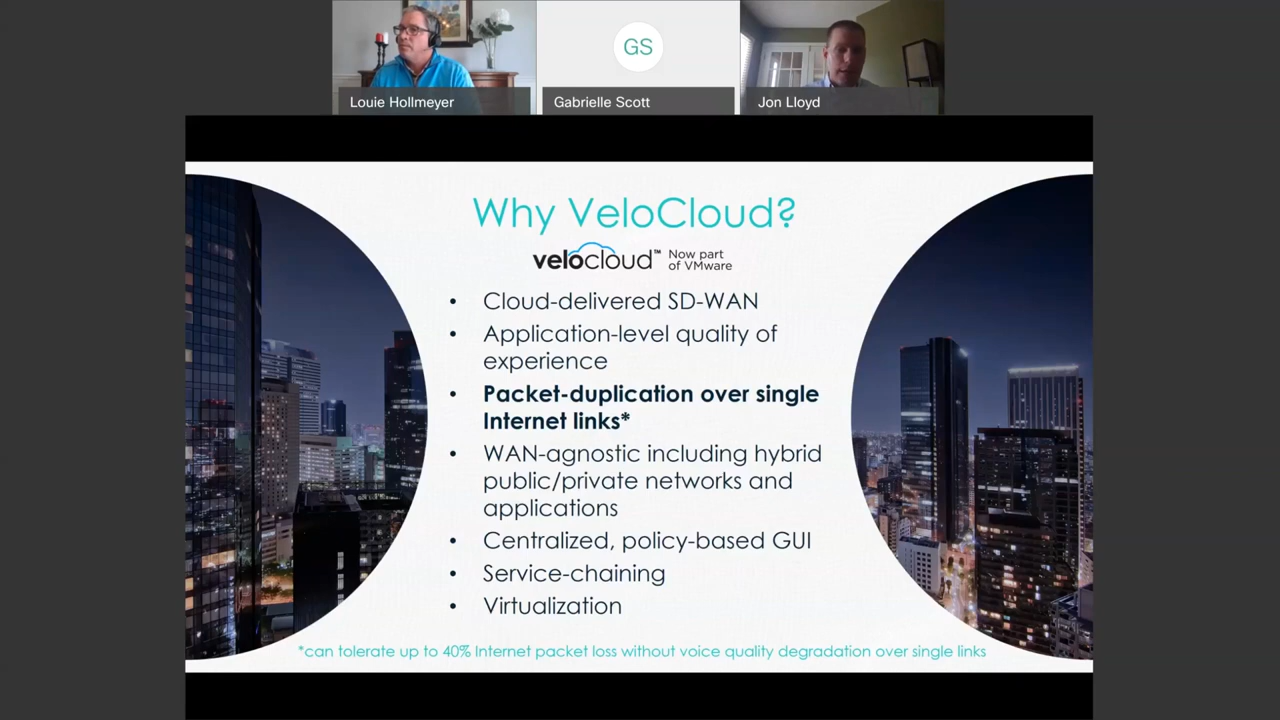 GS
Louie Hollmeyer
Gabrielle Scott
Jon Lloyd
Why VeloCloud?
velocloud™ Now part
of VMware
• Cloud-delivered SD-WAN
• Application-level quality of
experience
• Packet-duplication over single
Internet links*
• WAN-agnostic including hybrid
public/private networks and
applications
• Centralized, policy-based GUI
• Service-chaining
• Virtualization
*can tolerate up to 40% Internet packet loss without voice quality degradation over single links